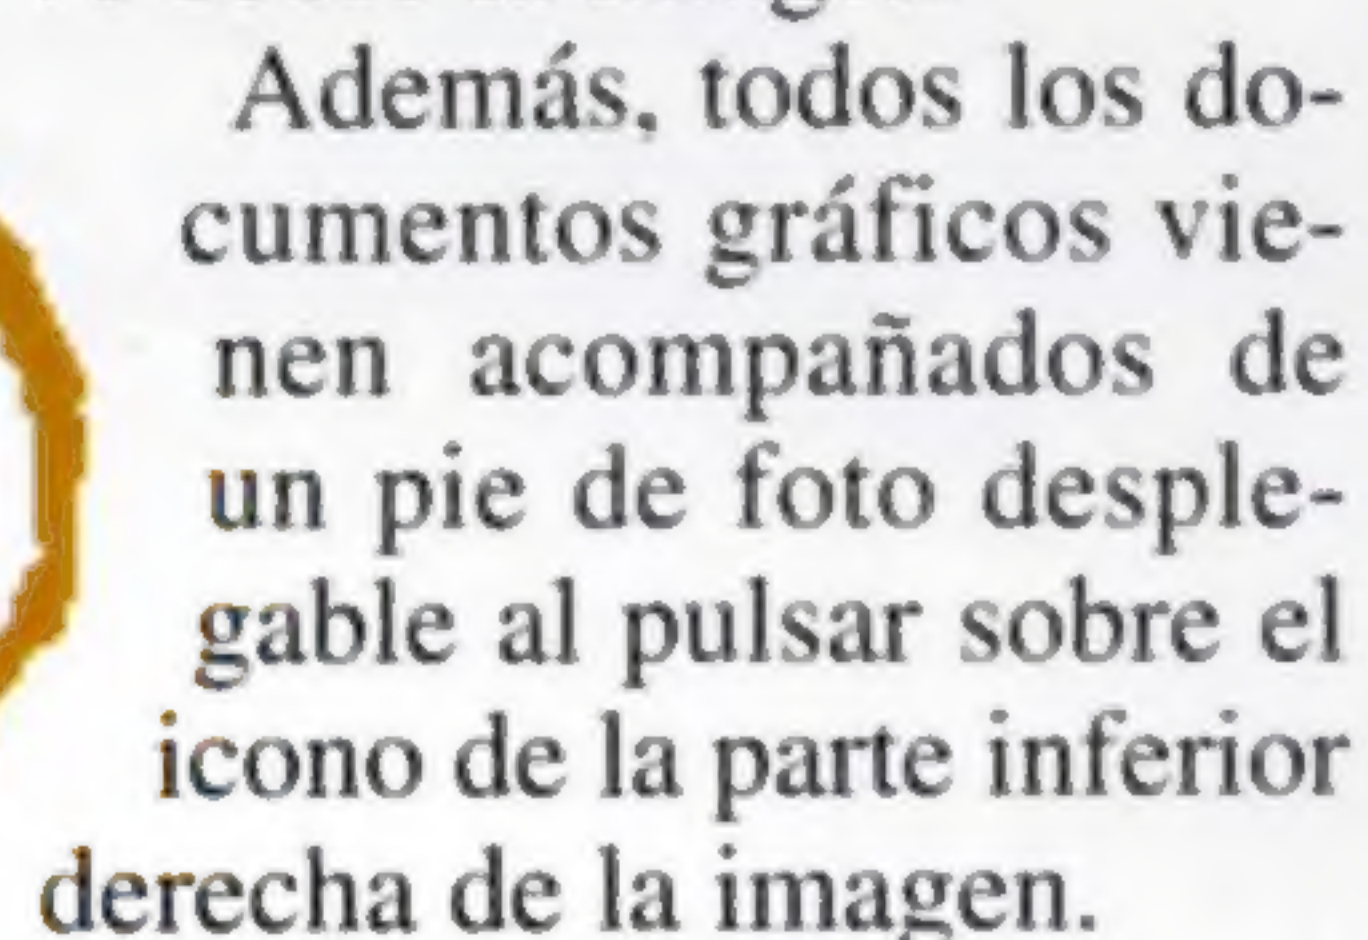 Además, todos los do-
cumentos gráficos vie-
nen acompañados de
un pie de foto desple-
gable al pulsar sobre el
icono de la parte inferior
derecha de la imagen.